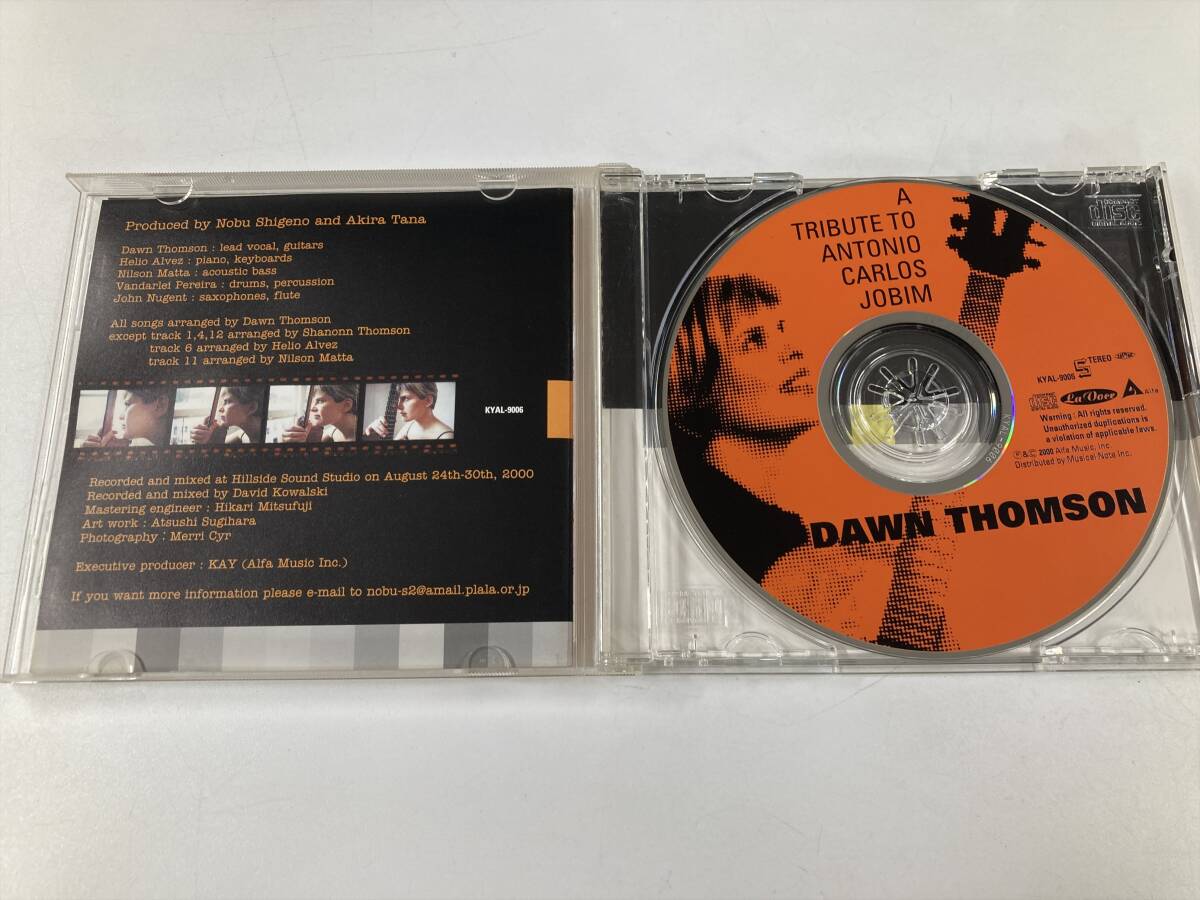 Produced by Nobu Shigeno and Akira Tana
Dawn Thomson : lead vocal, guitars
Helio Alvez : piano, keyboards
Nilson Matta : acoustic bass
Vandarlei Pereira : drums, percussion
John Nugent : saxophones, flute
All songs arranged by Dawn Thomson
except track 1,4,12 arranged by Shanonn Thomson
track 6 arranged by Helio Alvez
track 11 arranged by Nilson Matta
KYAL-9006
Recorded and mixed at Hillside Sound Studio on August 24th-30th, 2000
Recorded and mixed by David Kowalski
Mastering engineer : Hikari Mitsufuji
Art work : Atsushi Sugihara
Photography : Merri Cyr
Executive producer : KAY (Alfa Music Inc.)
If you want more information please e-mail to nobu-s2@amail.plala.or.jp
A
TRIBUTE TO
ANTONIO
CARLOS
JOBIM
KYAL-9006 STEREO
La Voce Alfa
Warning : All rights reserved.
Unauthorized duplications is
a violation of applicable laws.
℗&© 2000 Alfa Music, Inc.
Distributed by Musical Note Inc.
DAWN THOMSON
disc